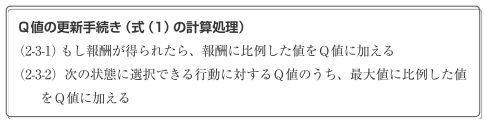 Q値の更新手続き（式（1）の計算処理）
（2-3-1）もし報酬が得られたら、報酬に比例した値をQ値に加える
（2-3-2）次の状態に選択できる行動に対するQ値のうち、最大値に比例した値
をQ値に加える